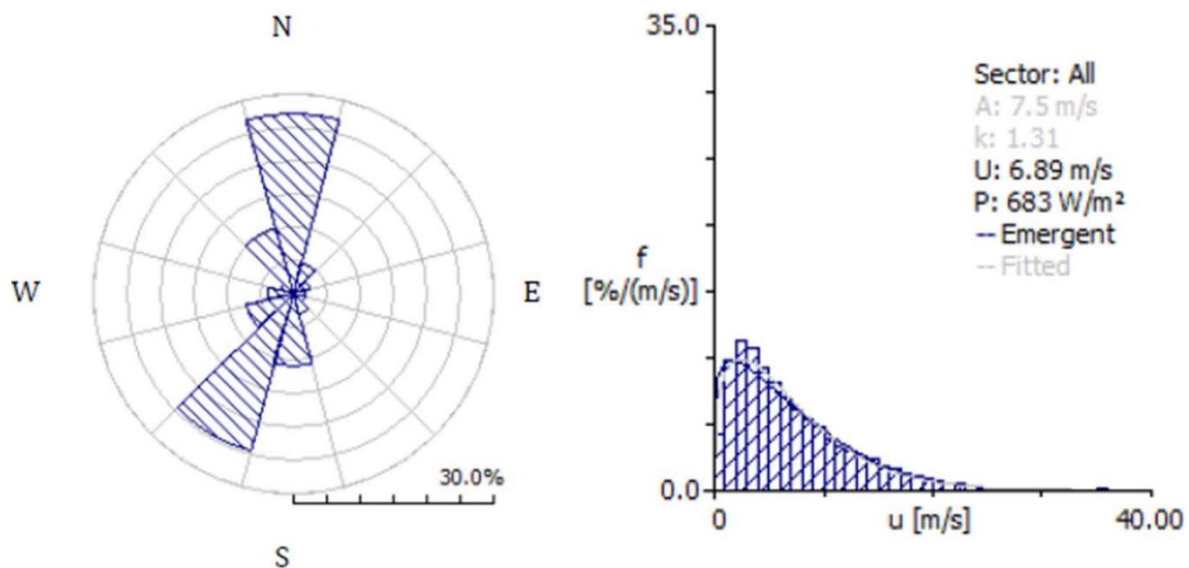 N
W
E
S
30.0%
35.0
f
[%/(m/s)]
0.0
0
u [m/s]
40.00
Sector: All
A: 7.5 m/s
k: 1.31
U: 6.89 m/s
P: 683 W/m²
-- Emergent
-- Fitted